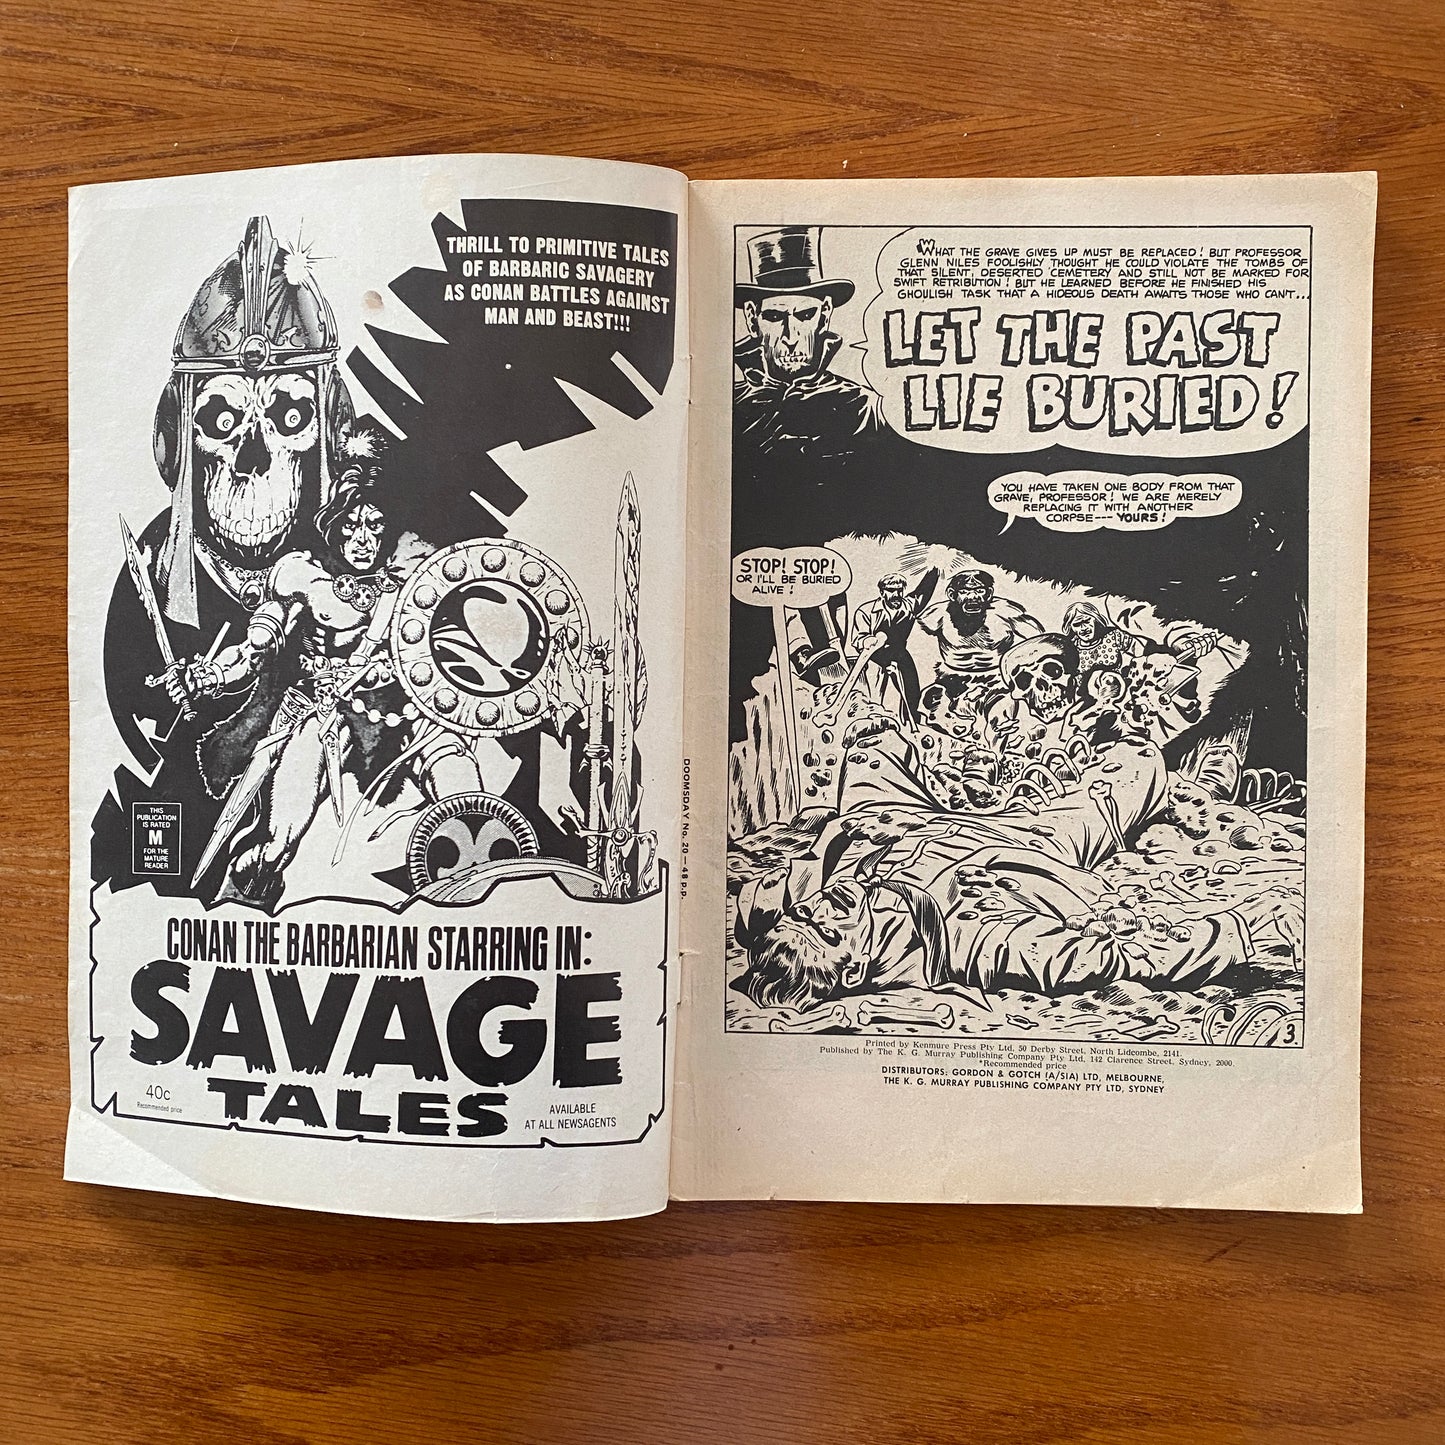 THRILL TO PRIMITIVE TALES
OF BARBARIC SAVAGERY
AS CONAN BATTLES AGAINST
MAN AND BEAST!!!
THIS
PUBLICATION
IS RATED
M
FOR THE
MATURE
READER
CONAN THE BARBARIAN STARRING IN:
SAVAGE
TALES
40c
Recommended price
AVAILABLE
AT ALL NEWSAGENTS
DOOMSDAY No. 20 — 48 p.p.
WHAT THE GRAVE GIVES UP MUST BE REPLACED! BUT PROFESSOR
GLENN NILES FOOLISHLY THOUGHT HE COULD VIOLATE THE TOMBS OF
THAT SILENT, DESERTED CEMETERY AND STILL NOT BE MARKED FOR
SWIFT RETRIBUTION! BUT HE LEARNED BEFORE HE FINISHED HIS
GHOULISH TASK THAT A HIDEOUS DEATH AWAITS THOSE WHO CAN'T...
LET THE PAST
LIE BURIED!
YOU HAVE TAKEN ONE BODY FROM THAT
GRAVE, PROFESSOR! WE ARE MERELY
REPLACING IT WITH ANOTHER
CORPSE--- YOURS!
STOP! STOP!
OR I'LL BE BURIED
ALIVE!
3
Printed by Kenmure Press Pty Ltd, 50 Derby Street, North Lidcombe, 2141.
Published by The K. G. Murray Publishing Company Pty Ltd, 142 Clarence Street, Sydney, 2000.
*Recommended price
DISTRIBUTORS: GORDON & GOTCH (A/SIA) LTD, MELBOURNE,
THE K. G. MURRAY PUBLISHING COMPANY PTY LTD, SYDNEY